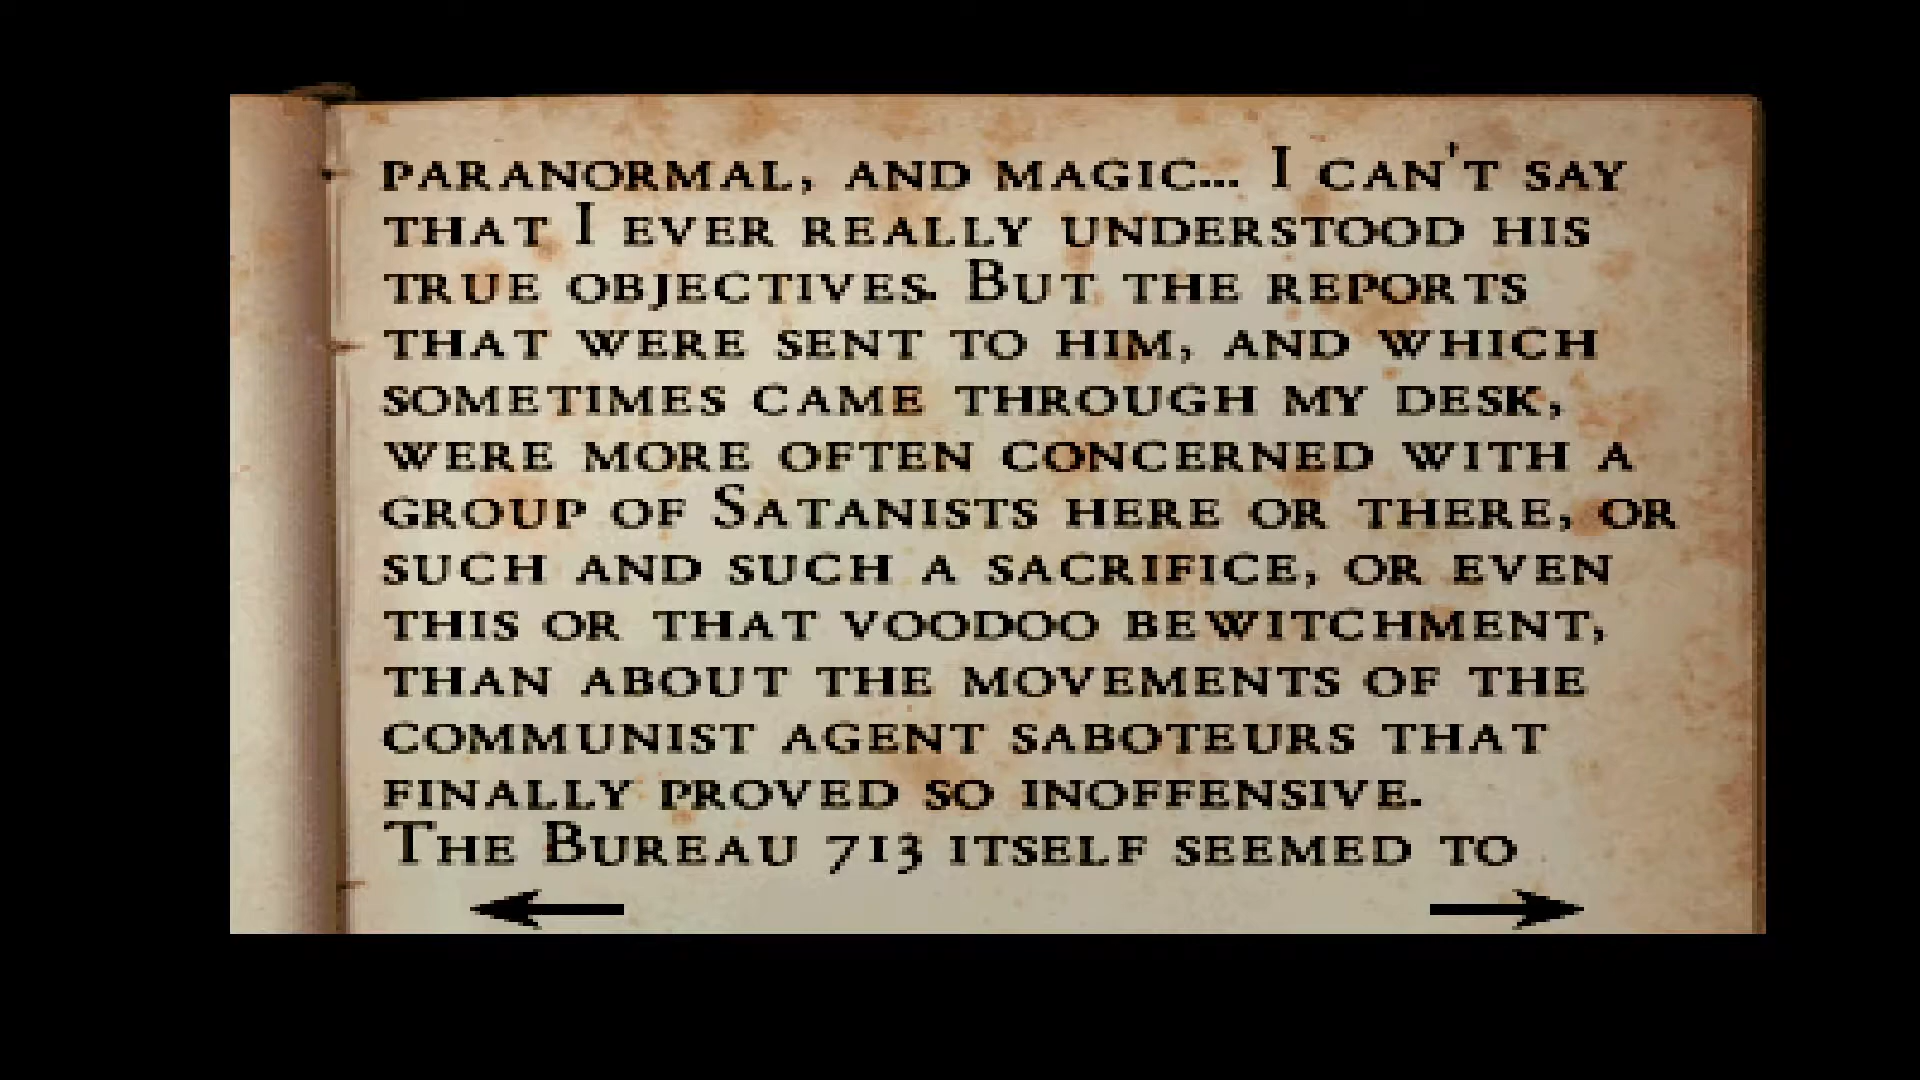 PARANORMAL, AND MAGIC... I CAN'T SAY
THAT I EVER REALLY UNDERSTOOD HIS
TRUE OBJECTIVES. BUT THE REPORTS
THAT WERE SENT TO HIM, AND WHICH
SOMETIMES CAME THROUGH MY DESK,
WERE MORE OFTEN CONCERNED WITH A
GROUP OF SATANISTS HERE OR THERE, OR
SUCH AND SUCH A SACRIFICE, OR EVEN
THIS OR THAT VOODOO BEWITCHMENT,
THAN ABOUT THE MOVEMENTS OF THE
COMMUNIST AGENT SABOTEURS THAT
FINALLY PROVED SO INOFFENSIVE.
THE BUREAU 713 ITSELF SEEMED TO